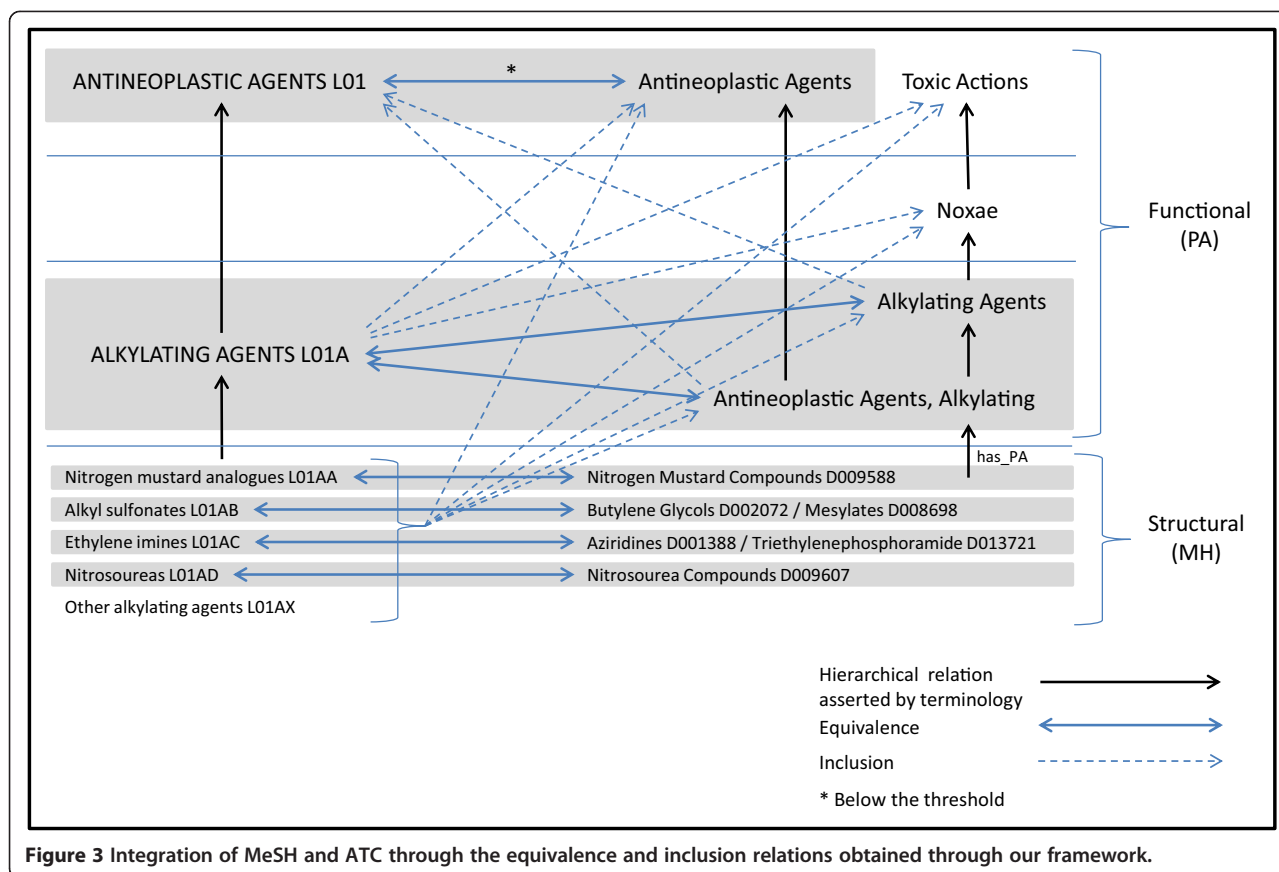 ANTINEOPLASTIC AGENTS L01
*
Antineoplastic Agents
Toxic Actions
Noxae
Functional
(PA)
Alkylating Agents
ALKYLATING AGENTS L01A
Antineoplastic Agents, Alkylating
has_PA
Nitrogen mustard analogues L01AA
Nitrogen Mustard Compounds D009588
Alkyl sulfonates L01AB
Butylene Glycols D002072 / Mesylates D008698
Ethylene imines L01AC
Aziridines D001388 / Triethylenephosphoramide D013721
Nitrosoureas L01AD
Nitrosourea Compounds D009607
Other alkylating agents L01AX
Structural
(MH)
Hierarchical relation
asserted by terminology
Equivalence
Inclusion
* Below the threshold
Figure 3 Integration of MeSH and ATC through the equivalence and inclusion relations obtained through our framework.